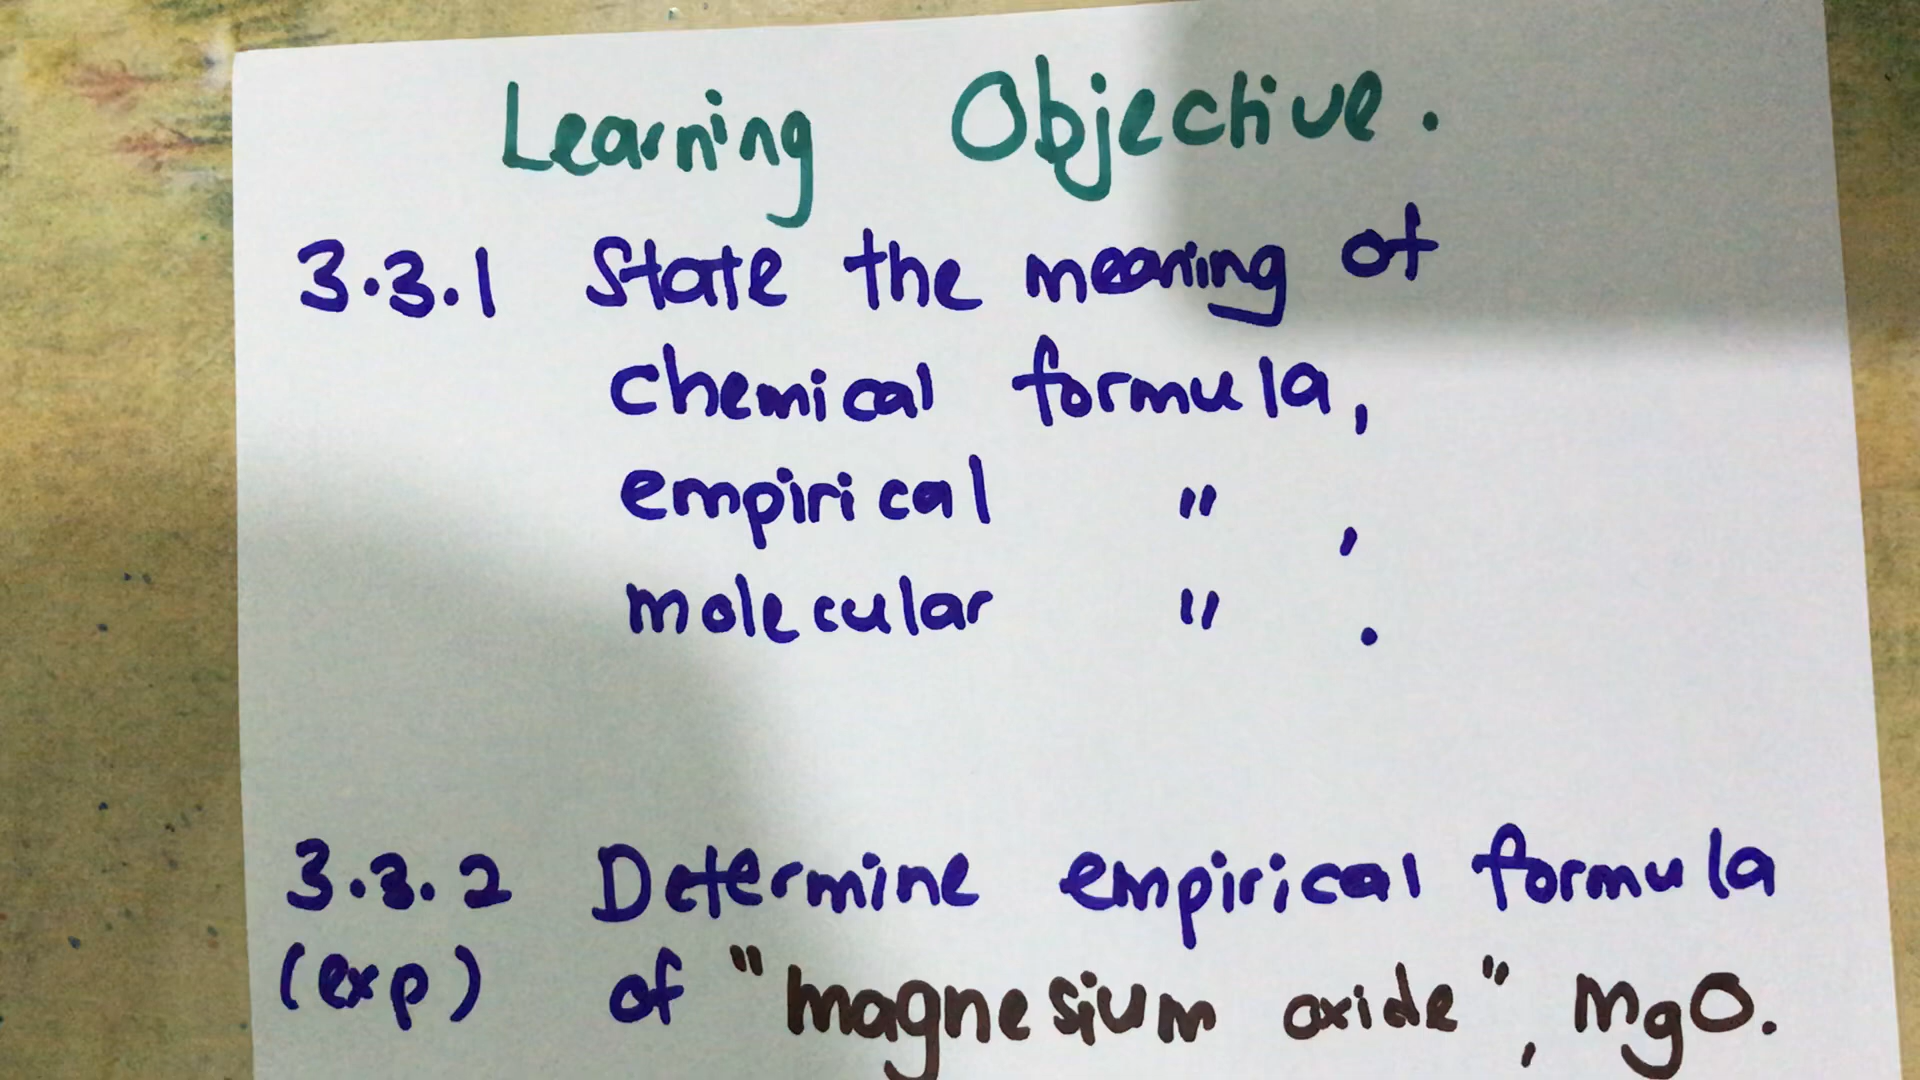 Learning Objective.
3.3.1 State the meaning of
chemical formula,
empirical " ,
molecular " .
3.3.2 Determine empirical formula
(exp) of "magnesium oxide", MgO.